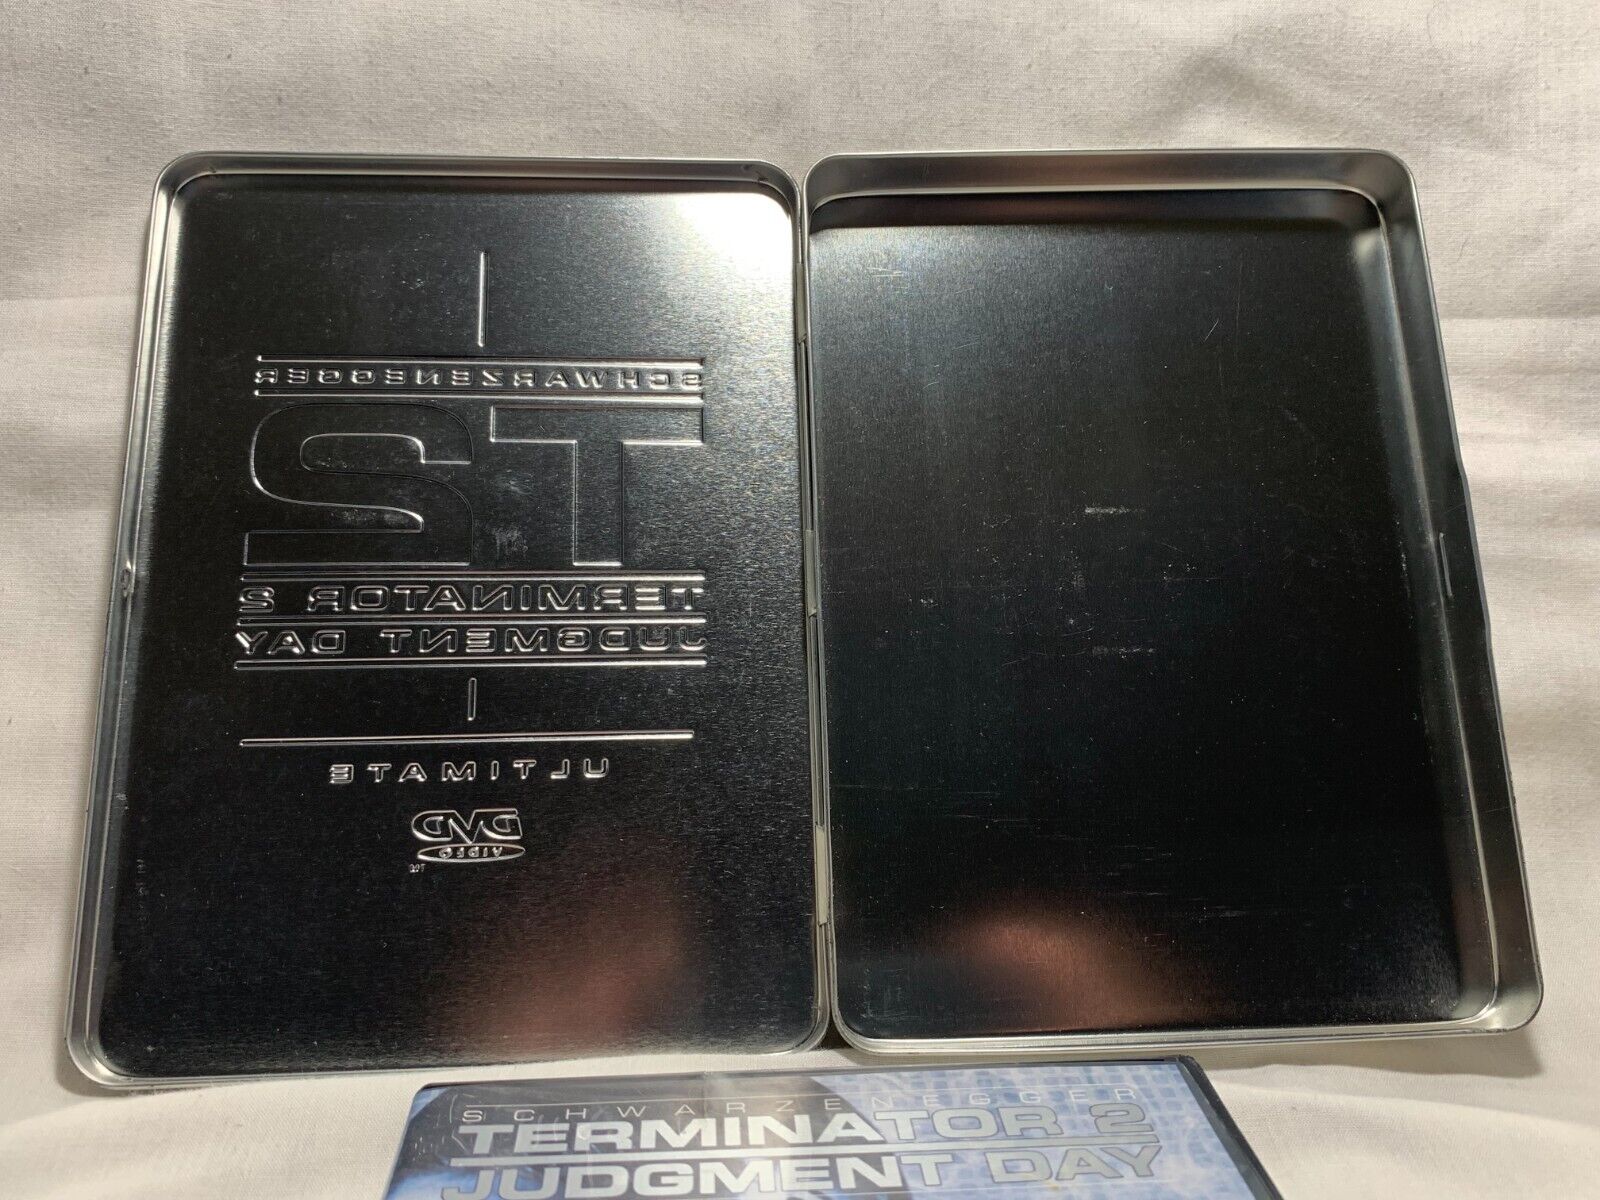 SCHWARZENEGGER
T2
TERMINATOR 2
JUDGMENT DAY
ULTIMATE
DVD
VIDEO
SCHWARZENEGGER
TERMINATOR 2
JUDGMENT DAY